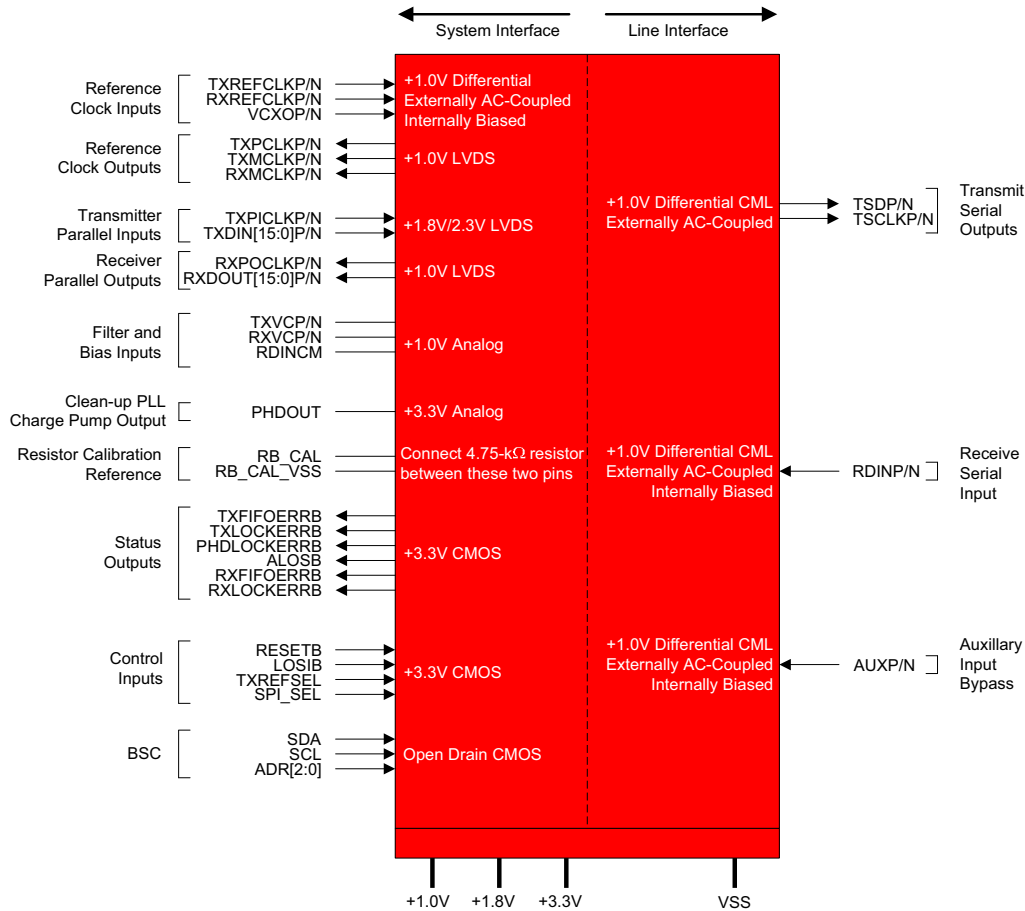 System Interface
Line Interface
Reference
Clock Inputs
TXREFCLKP/N
RXREFCLKP/N
VCXOP/N
+1.0V Differential
Externally AC-Coupled
Internally Biased
Reference
Clock Outputs
TXPCLKP/N
TXMCLKP/N
RXMCLKP/N
+1.0V LVDS
Transmitter
Parallel Inputs
TXPICLKP/N
TXDIN[15:0]P/N
+1.8V/2.3V LVDS
Receiver
Parallel Outputs
RXPOCLKP/N
RXDOUT[15:0]P/N
+1.0V LVDS
Filter and
Bias Inputs
TXVCP/N
RXVCP/N
RDINCM
+1.0V Analog
Clean-up PLL
Charge Pump Output
PHDOUT
+3.3V Analog
Resistor Calibration
Reference
RB_CAL
RB_CAL_VSS
Connect 4.75-kΩ resistor
between these two pins
Status
Outputs
TXFIFOERRB
TXLOCKERRB
PHDLOCKERRB
ALOSB
RXFIFOERRB
RXLOCKERRB
+3.3V CMOS
Control
Inputs
RESETB
LOSIB
TXREFSEL
SPI_SEL
+3.3V CMOS
BSC
SDA
SCL
ADR[2:0]
Open Drain CMOS
+1.0V Differential CML
Externally AC-Coupled
TSDP/N
TSCLKP/N
Transmit
Serial
Outputs
+1.0V Differential CML
Externally AC-Coupled
Internally Biased
RDINP/N
Receive
Serial
Input
+1.0V Differential CML
Externally AC-Coupled
Internally Biased
AUXP/N
Auxillary
Input
Bypass
+1.0V
+1.8V
+3.3V
VSS